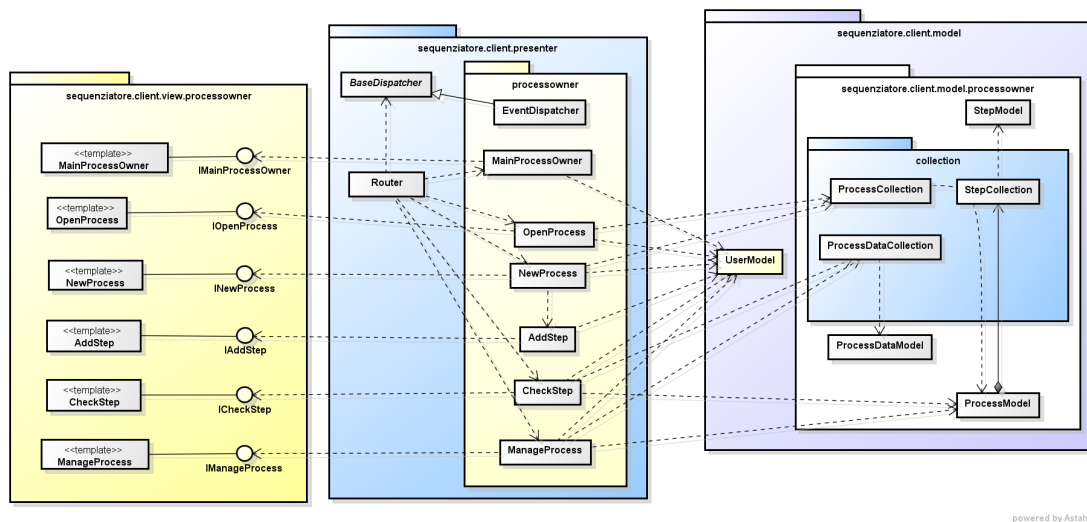 sequenziatore.client.view.processowner
<<template>>
MainProcessOwner
IMainProcessOwner
<<template>>
OpenProcess
IOpenProcess
<<template>>
NewProcess
INewProcess
<<template>>
AddStep
IAddStep
<<template>>
CheckStep
ICheckStep
<<template>>
ManageProcess
IManageProcess
sequenziatore.client.presenter
BaseDispatcher
Router
processowner
EventDispatcher
MainProcessOwner
OpenProcess
NewProcess
AddStep
CheckStep
ManageProcess
sequenziatore.client.model
UserModel
sequenziatore.client.model.processowner
StepModel
collection
ProcessCollection
StepCollection
ProcessDataCollection
ProcessDataModel
ProcessModel
powered by Astah